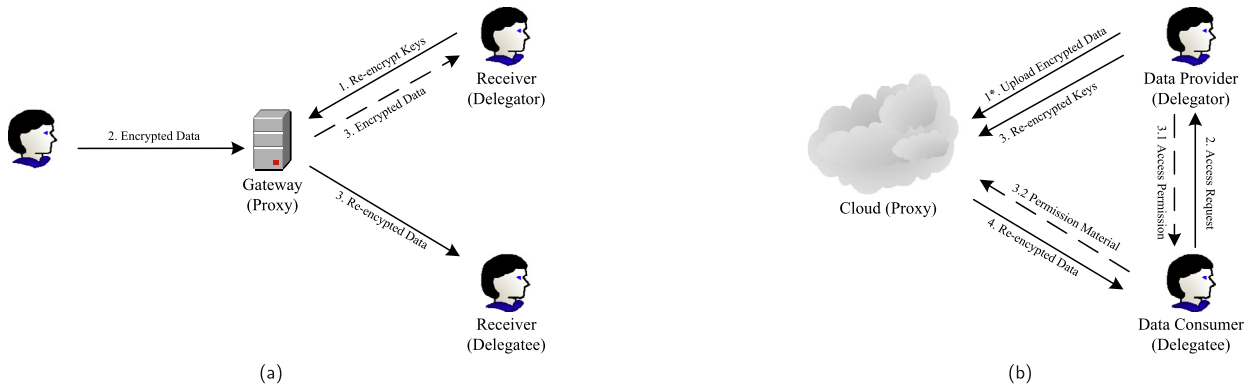 1. Re-encrypt Keys
3. Encrypted Data
Receiver
(Delegator)
2. Encrypted Data
Gateway
(Proxy)
3. Re-encypted Data
Receiver
(Delegatee)
(a)
1*. Upload Encrypted Data
3. Re-encrypted Keys
Data Provider
(Delegator)
3.1 Access Permission
2. Access Request
Cloud (Proxy)
3.2 Permission Material
4. Re-encypted Data
Data Consumer
(Delegatee)
(b)